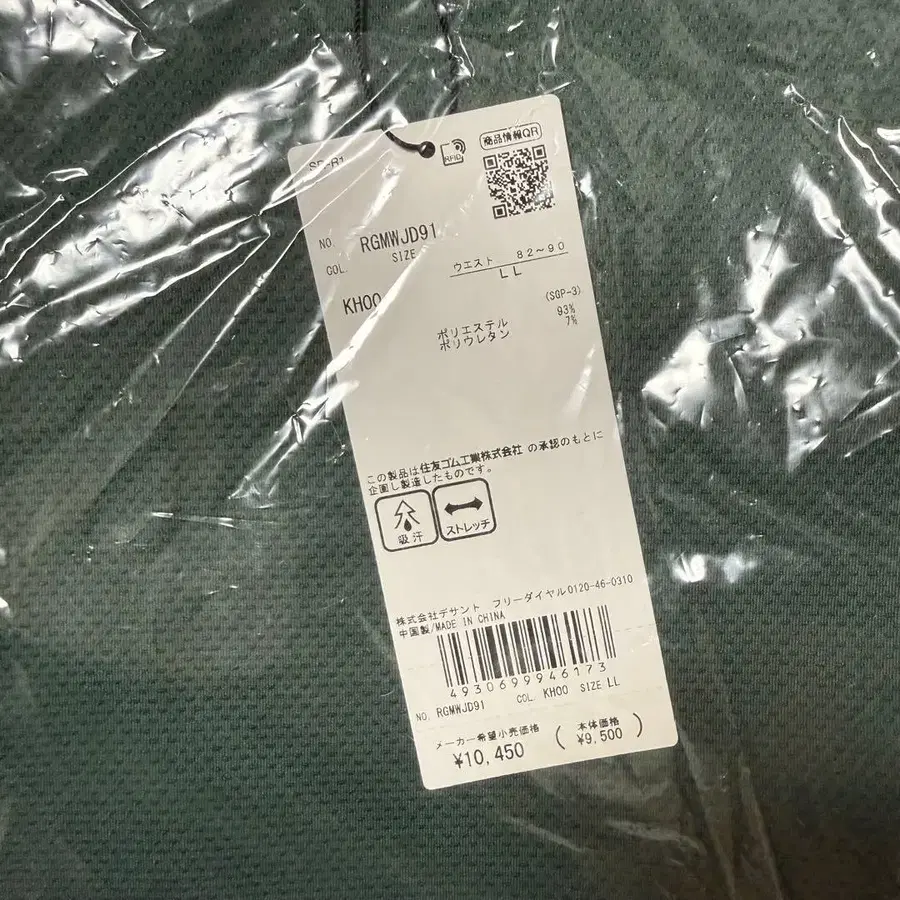 商品情報QR
RFID
NO. RGMWJD91
COL. SIZE
ウエスト 82～90
LL
KH00
(SGP-3)
ポリエステル 93%
ポリウレタン 7%
この製品は住友ゴム工業株式会社 の承認のもとに
企画し製造したものです。
吸汗
ストレッチ
株式会社デサント フリーダイヤル0120-46-0310
中国製/MADE IN CHINA
4930699946173
NO. RGMWJD91 COL. KH00 SIZE LL
メーカー希望小売価格 (本体価格)
¥10,450 ¥9,500